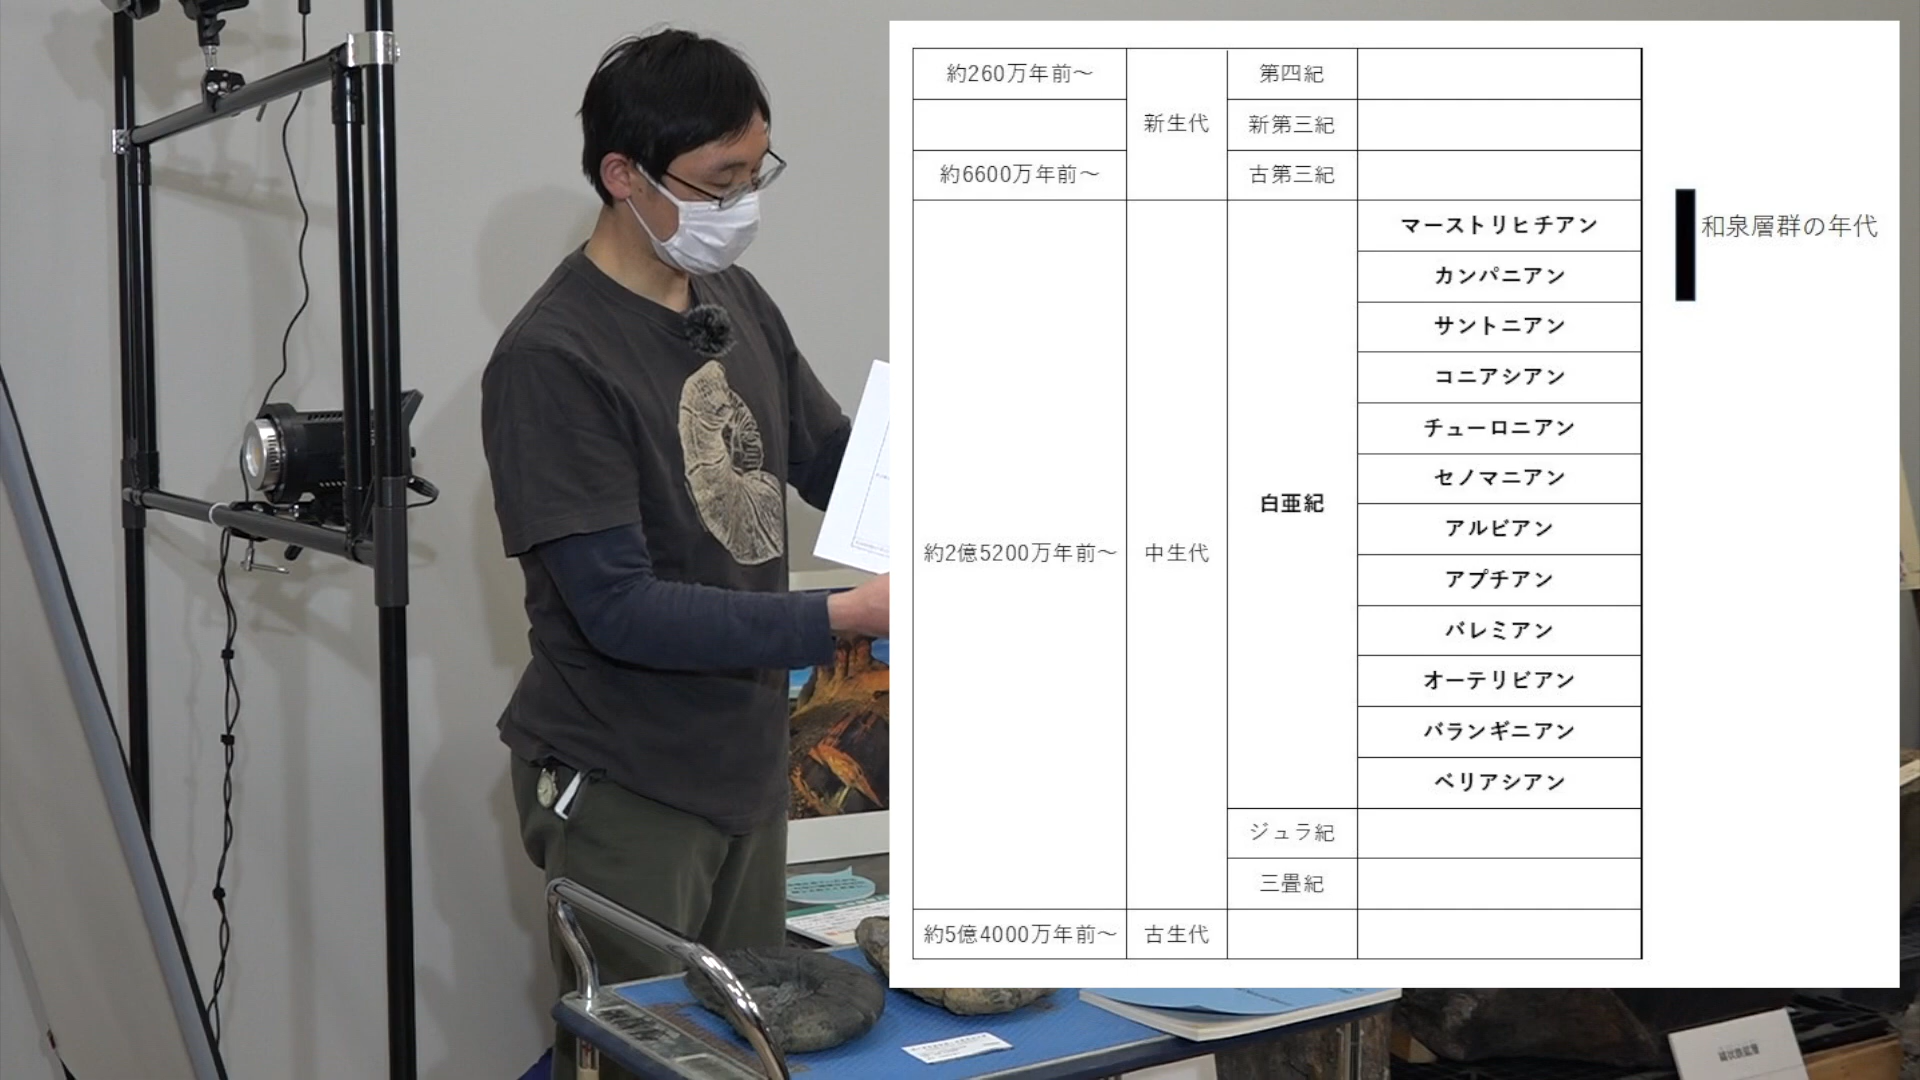 約260万年前～
新生代
第四紀
新第三紀
約6600万年前～
古第三紀
約2億5200万年前～
中生代
白亜紀
マーストリヒチアン
カンパニアン
サントニアン
コニアシアン
チューロニアン
セノマニアン
アルビアン
アプチアン
バレミアン
オーテリビアン
バランギニアン
ベリアシアン
ジュラ紀
三畳紀
約5億4000万年前～
古生代
和泉層群の年代
縞状鉄鉱層